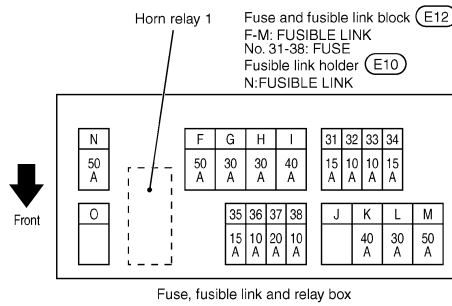 Horn relay 1
Fuse and fusible link block E12
F-M: FUSIBLE LINK
No. 31-38: FUSE
Fusible link holder E10
N:FUSIBLE LINK
N F G H I 31 32 33 34
50 A 50 A 30 A 30 A 40 A 15 A 10 A 10 A 15 A
Front
O 35 36 37 38 J K L M
15 A 10 A 20 A 10 A 40 A 30 A 50 A
Fuse, fusible link and relay box